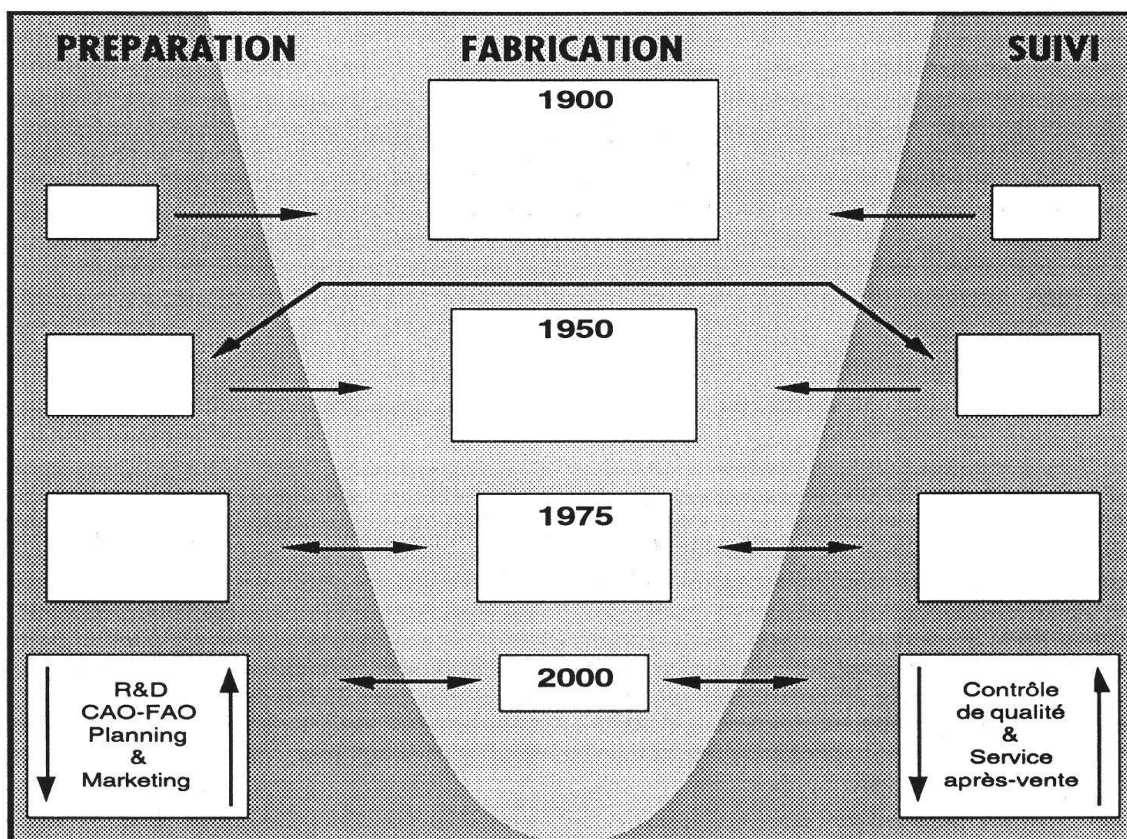 PREPARATION
FABRICATION
SUIVI
1900
1950
1975
2000
R&D
CAO-FAO
Planning
&
Marketing
Contrôle
de qualité
&
Service
après-vente